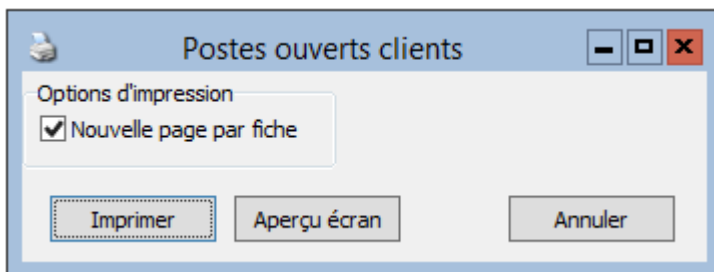 Postes ouverts clients
Options d'impression
Nouvelle page par fiche
Imprimer Aperçu écran Annuler